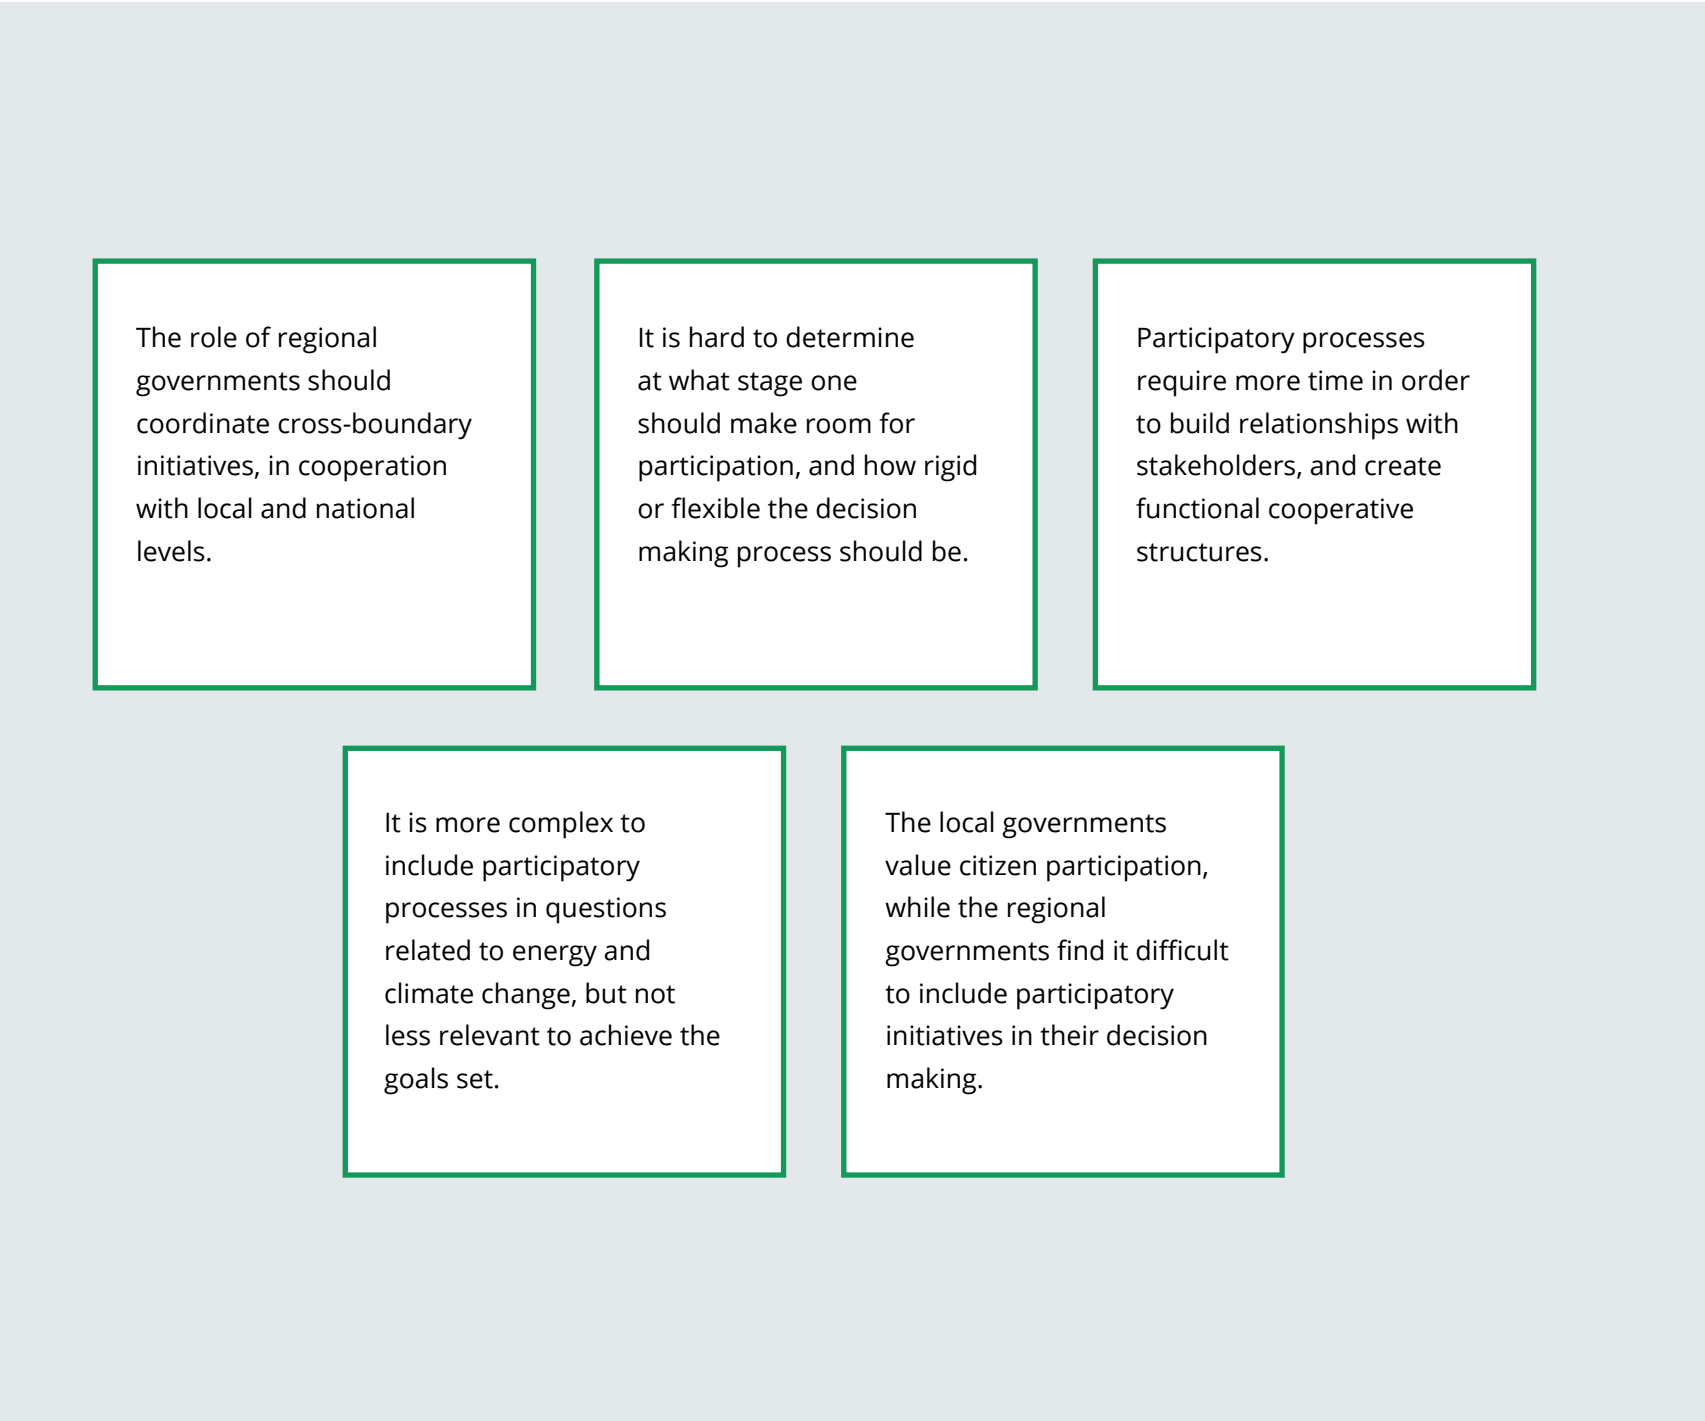 The role of regional
governments should
coordinate cross-boundary
initiatives, in cooperation
with local and national
levels.
It is hard to determine
at what stage one
should make room for
participation, and how rigid
or flexible the decision
making process should be.
Participatory processes
require more time in order
to build relationships with
stakeholders, and create
functional cooperative
structures.
It is more complex to
include participatory
processes in questions
related to energy and
climate change, but not
less relevant to achieve the
goals set.
The local governments
value citizen participation,
while the regional
governments find it difficult
to include participatory
initiatives in their decision
making.